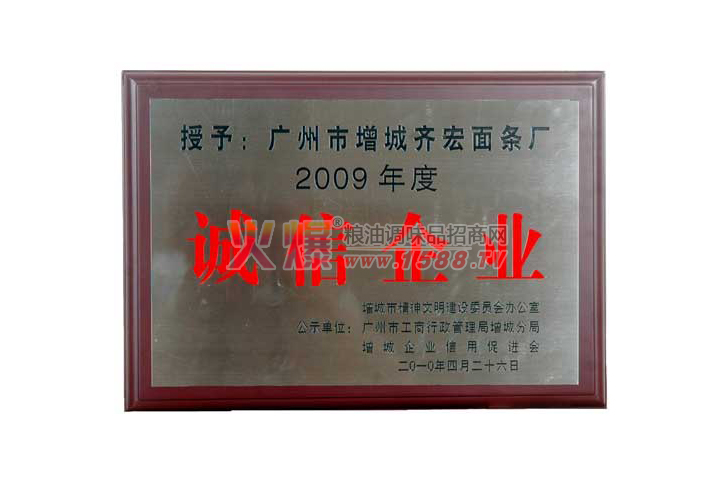 授予：广州市增城齐宏面条厂
2009年度
诚信企业
火爆®粮油调味品招商网
www.1588.TV
增城市精神文明建设委员会办公室
公示单位：广州市工商行政管理局增城分局
增城企业信用促进会
二〇一〇年四月二十六日